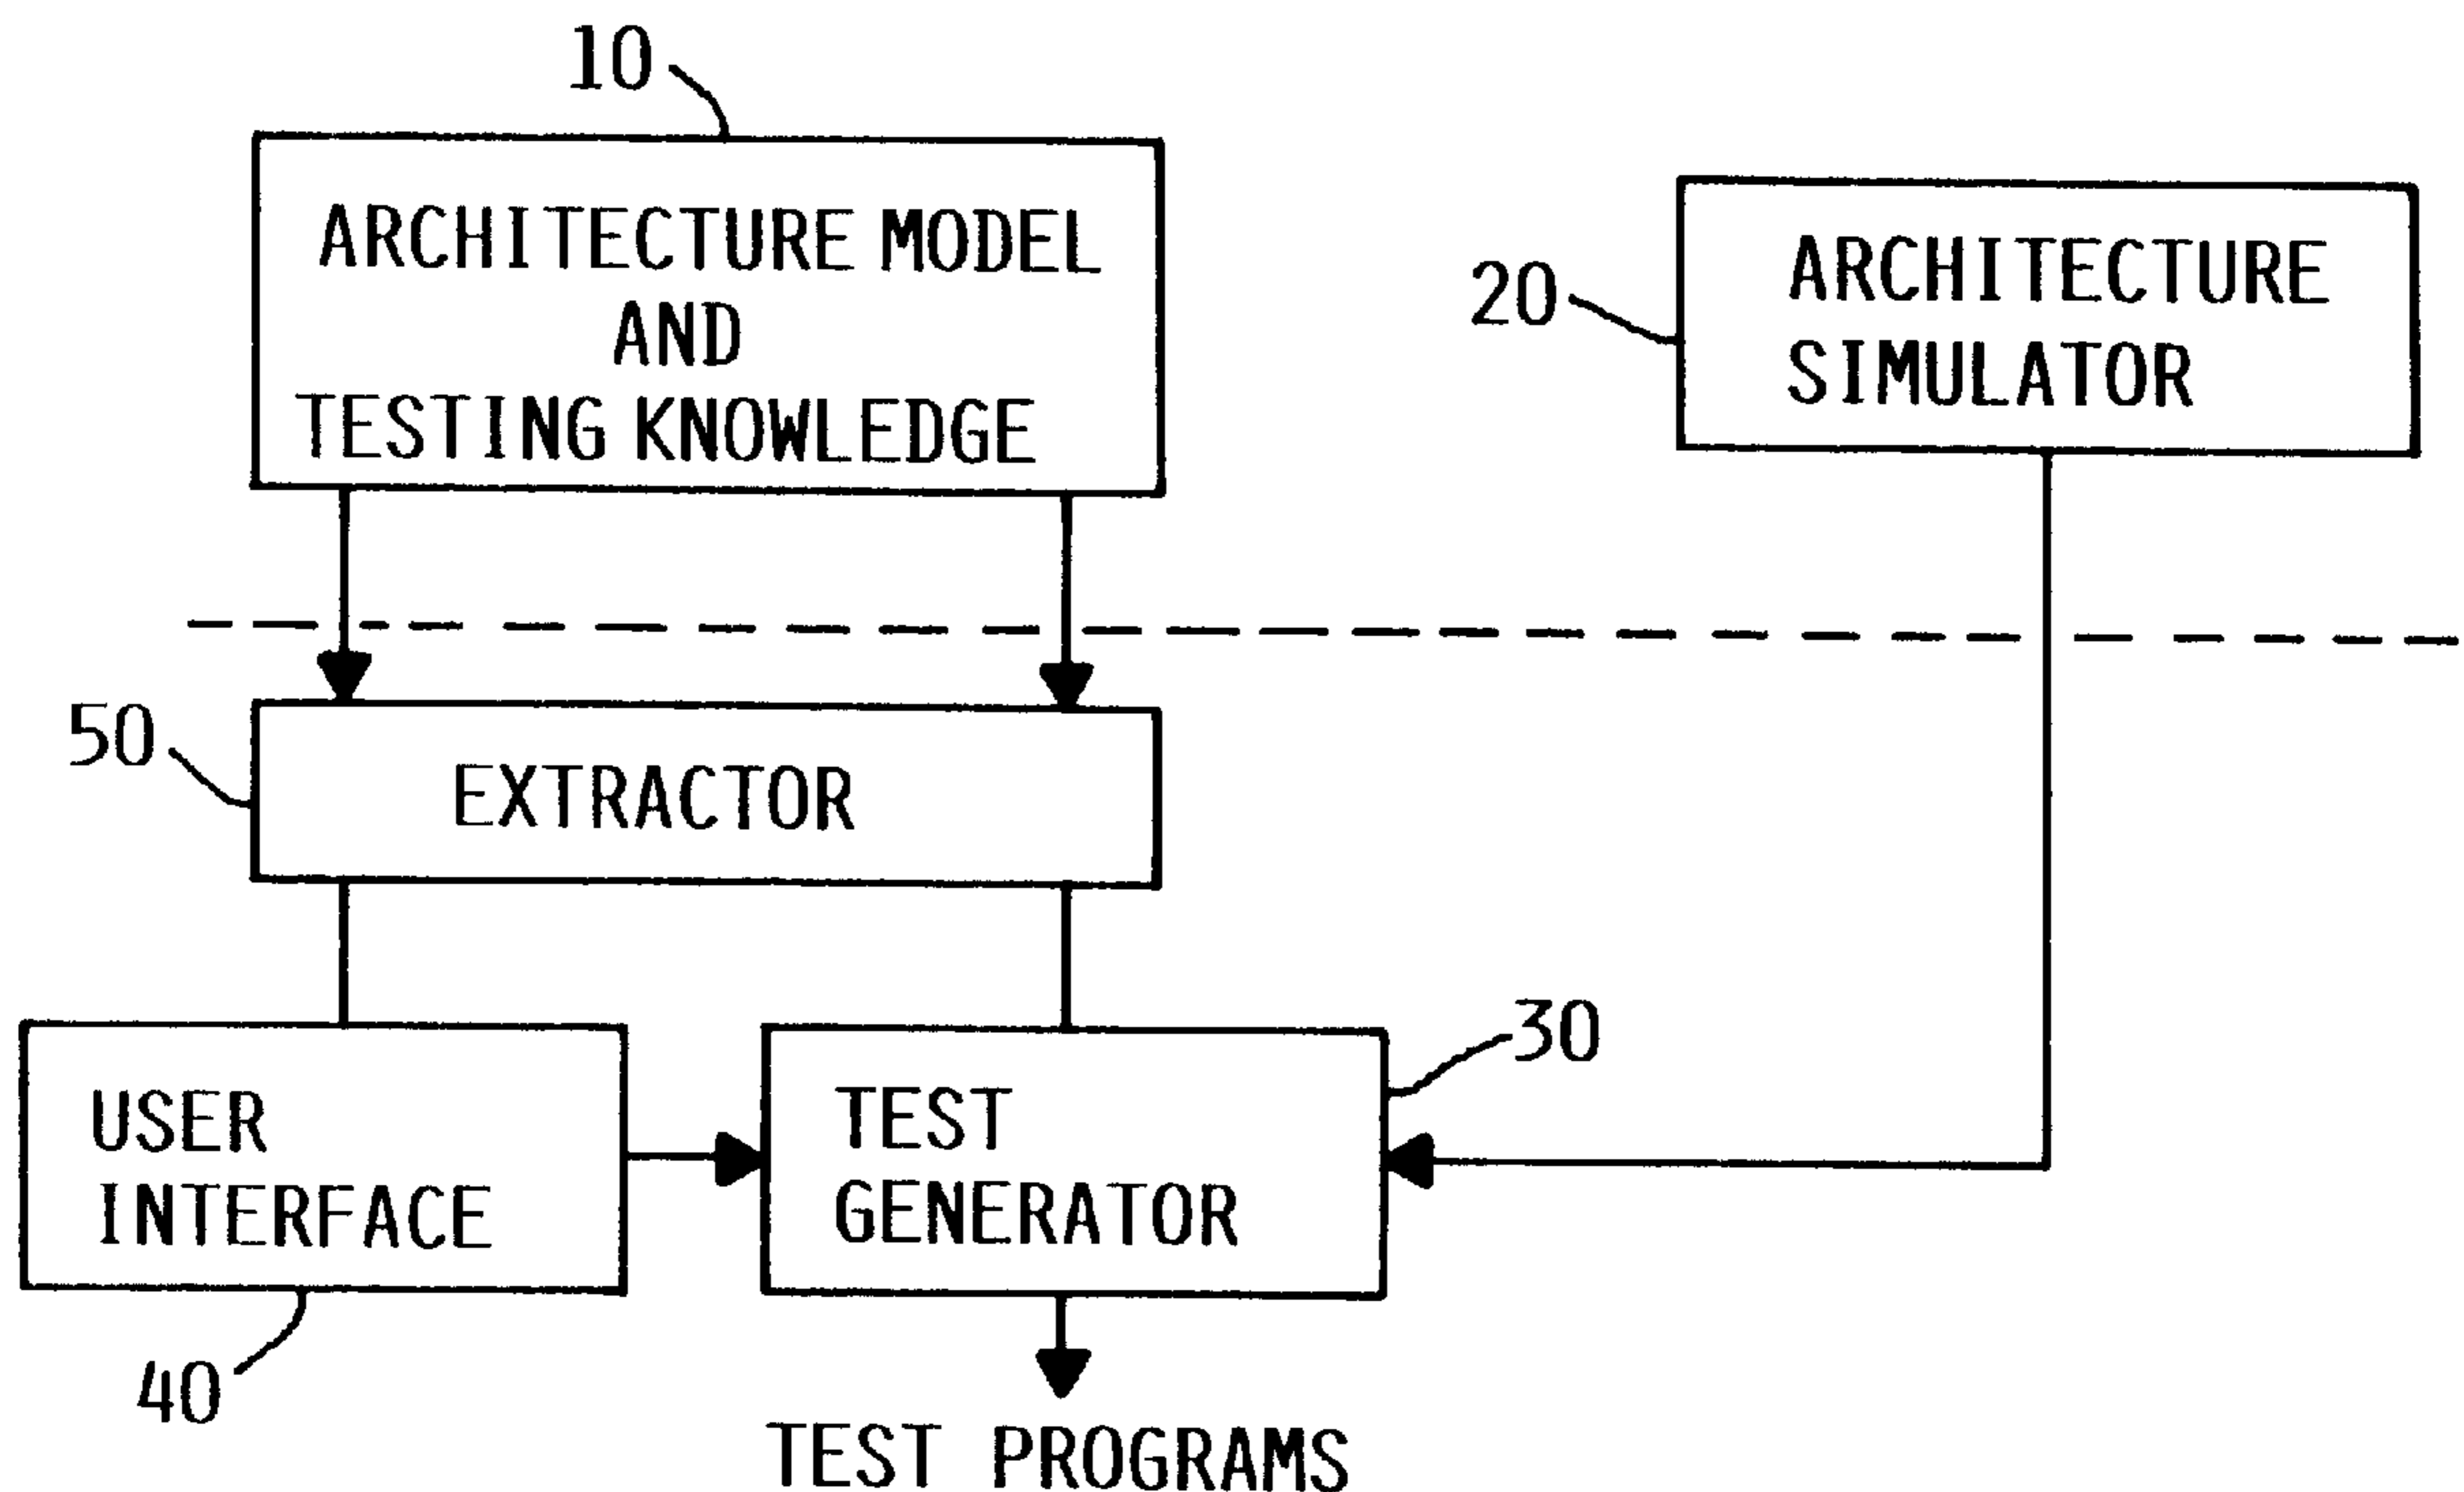 10
ARCHITECTURE MODEL
AND
TESTING KNOWLEDGE
20
ARCHITECTURE
SIMULATOR
50
EXTRACTOR
USER
INTERFACE
40
TEST
GENERATOR
30
TEST PROGRAMS